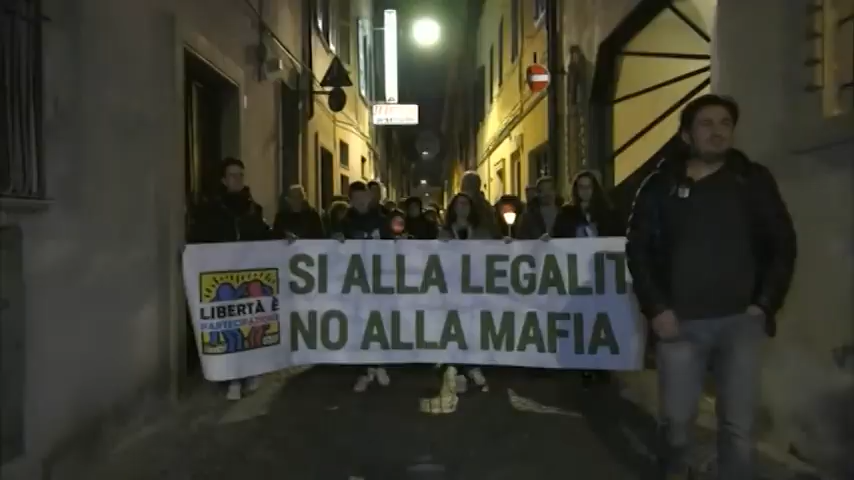 SI ALLA LEGALIT
NO ALLA MAFIA
LIBERTÀ È
PARTECIPAZIONE